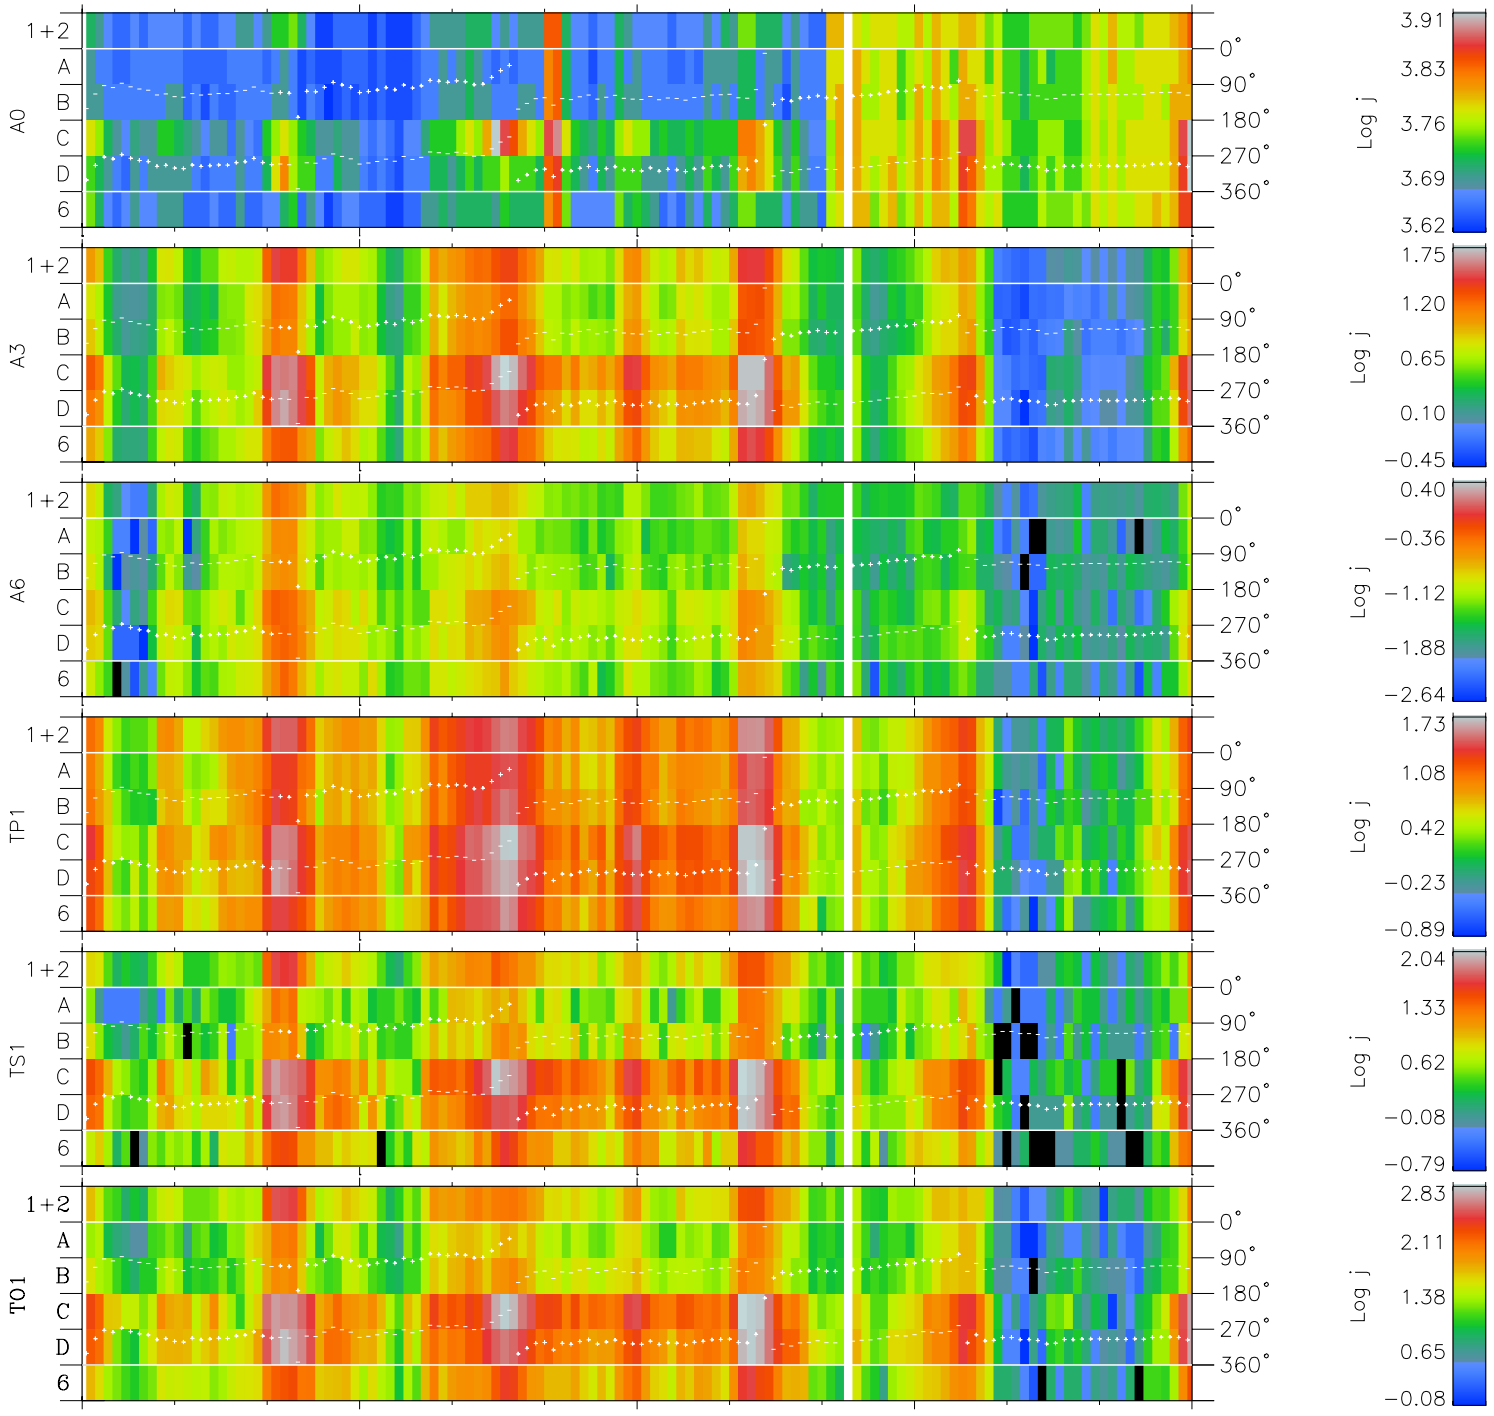 A0
1+2
A
B
C
D
6
0°
90°
180°
270°
360°
Log j
3.91
3.83
3.76
3.69
3.62
A3
1+2
A
B
C
D
6
0°
90°
180°
270°
360°
Log j
1.75
1.20
0.65
0.10
−0.45
A6
1+2
A
B
C
D
6
0°
90°
180°
270°
360°
Log j
0.40
−0.36
−1.12
−1.88
−2.64
TP1
1+2
A
B
C
D
6
0°
90°
180°
270°
360°
Log j
1.73
1.08
0.42
−0.23
−0.89
TS1
1+2
A
B
C
D
6
0°
90°
180°
270°
360°
Log j
2.04
1.33
0.62
−0.08
−0.79
TO1
1+2
A
B
C
D
6
0°
90°
180°
270°
360°
Log j
2.83
2.11
1.38
0.65
−0.08